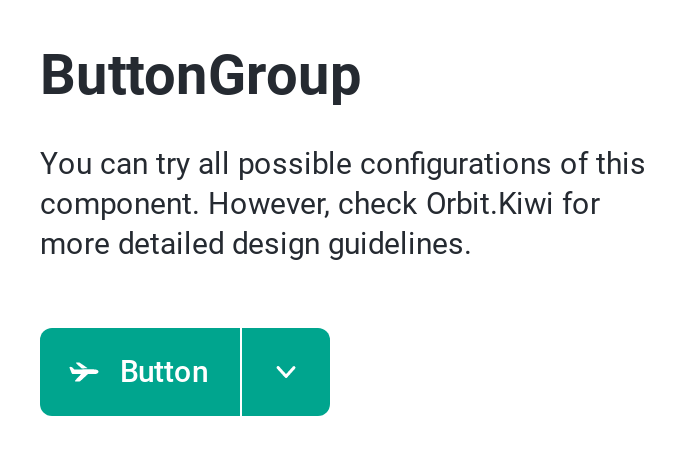 ButtonGroup
You can try all possible configurations of this
component. However, check Orbit.Kiwi for
more detailed design guidelines.
Button